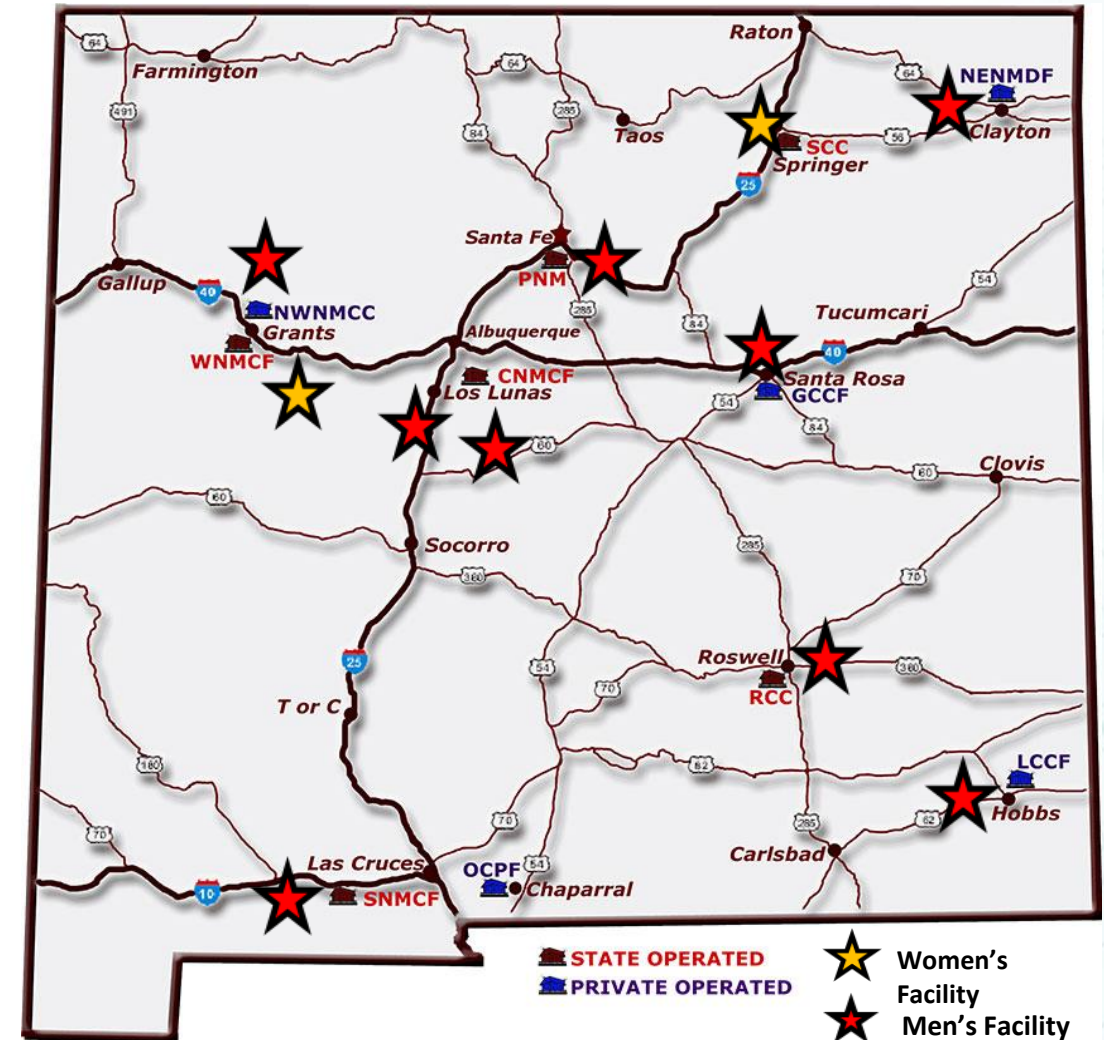 Raton
64
Farmington
64
64
NENMDF
491
285
84
Taos
56
Clayton
SCC
Springer
25
Santa Fe
PNM
Gallup
40
54
NWNMCC
Grants
WNMCF
285
84
Tucumcari
Albuquerque
40
CNMCF
Los Lunas
Santa Rosa
GCCF
54
84
60
60
Clovis
60
Socorro
380
285
70
25
Roswell
RCC
54
70
380
T or C
180
82
LCCF
Hobbs
70
70
285
62
Carlsbad
Las Cruces
10
SNMCF
OCPF
54
Chaparral
STATE OPERATED
PRIVATE OPERATED
Women's
Facility
Men's Facility